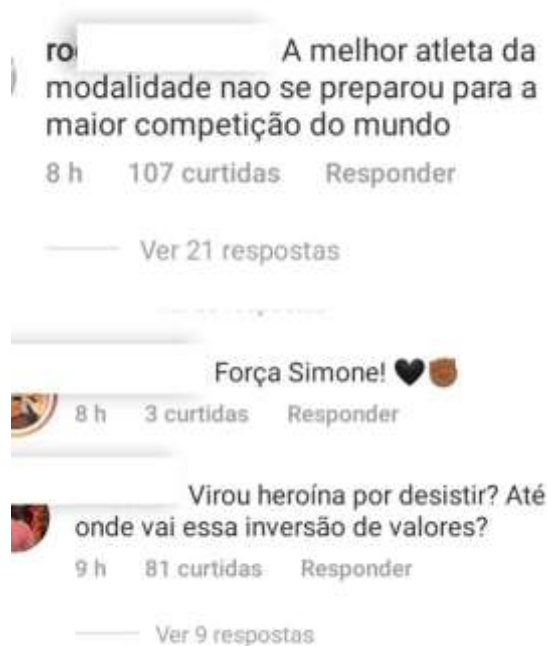 ro A melhor atleta da
modalidade nao se preparou para a
maior competição do mundo
8 h 107 curtidas Responder
Ver 21 respostas
Força Simone! 🖤✊🏾
8 h 3 curtidas Responder
Virou heroína por desistir? Até
onde vai essa inversão de valores?
9 h 81 curtidas Responder
Ver 9 respostas